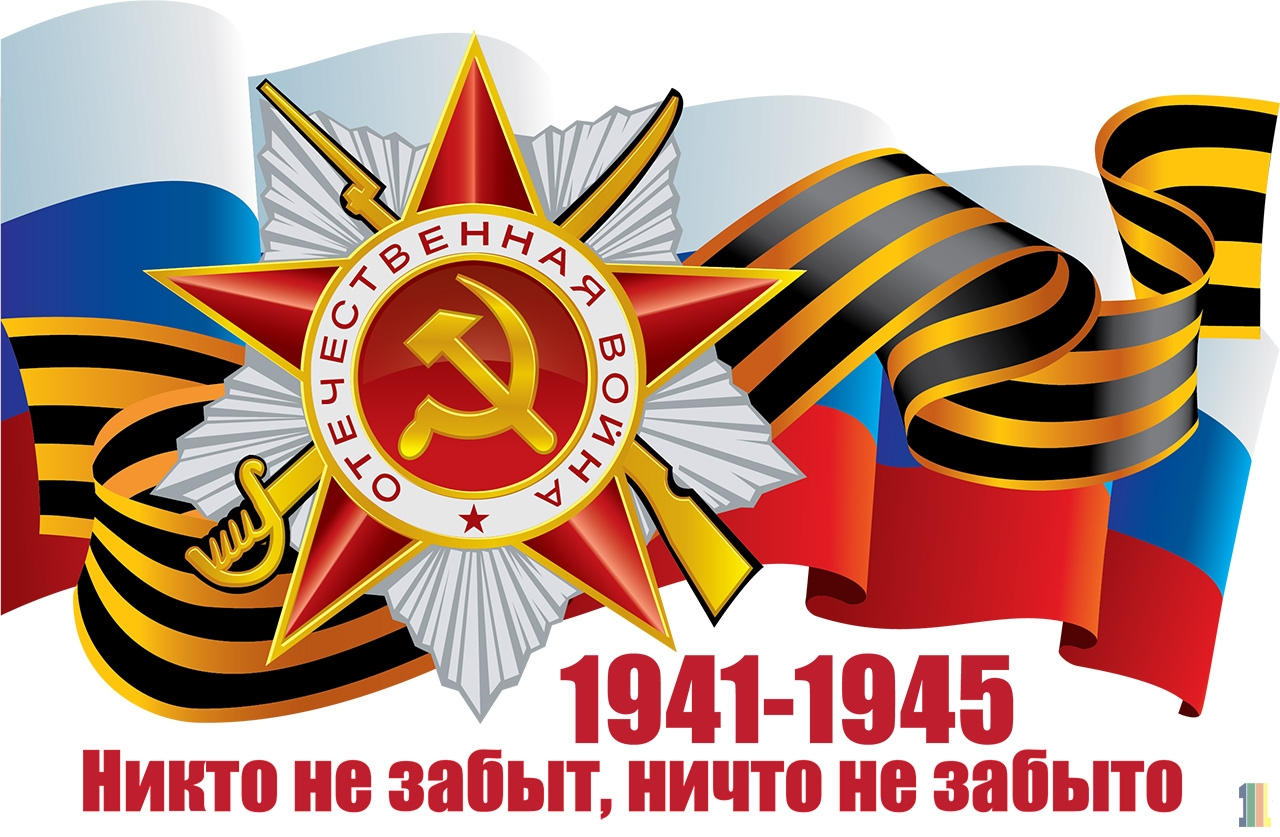 ОТЕЧЕСТВЕННАЯ ВОЙНА
1941-1945
Никто не забыт, ничто не забыто